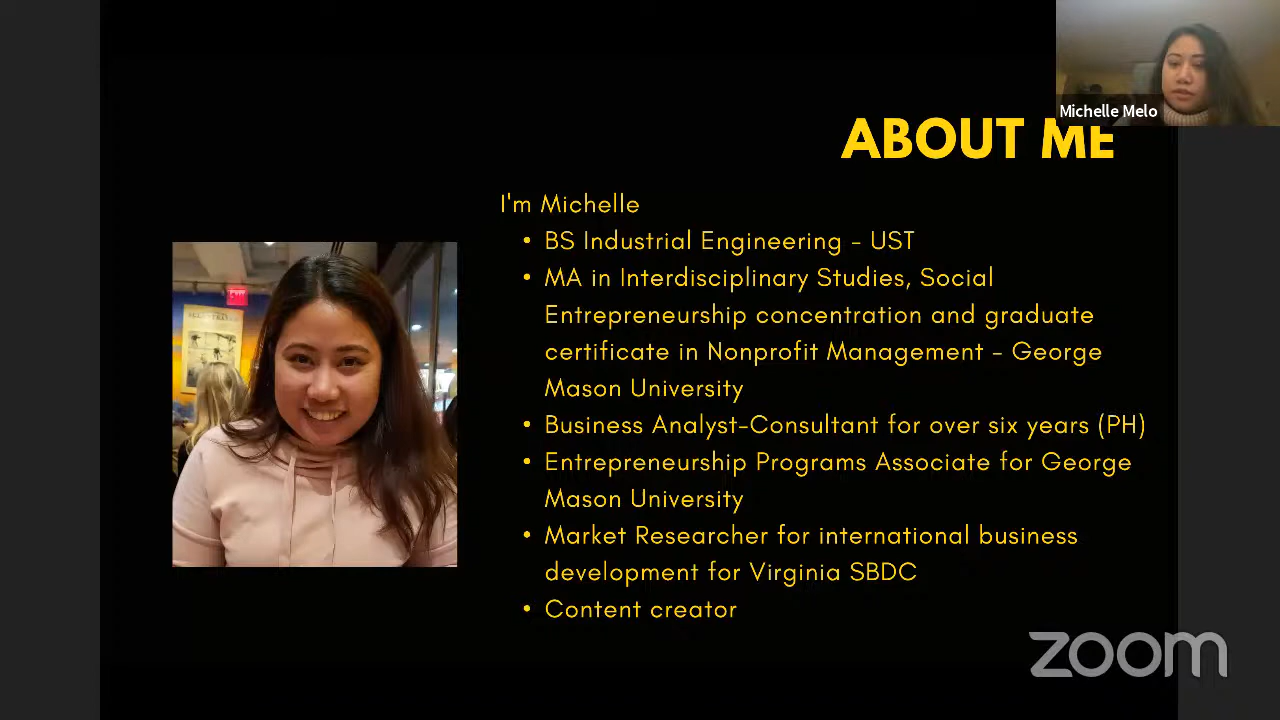 Michelle Melo
ABOUT ME
I'm Michelle
• BS Industrial Engineering - UST
• MA in Interdisciplinary Studies, Social
Entrepreneurship concentration and graduate
certificate in Nonprofit Management - George
Mason University
• Business Analyst-Consultant for over six years (PH)
• Entrepreneurship Programs Associate for George
Mason University
• Market Researcher for international business
development for Virginia SBDC
• Content creator
zoom